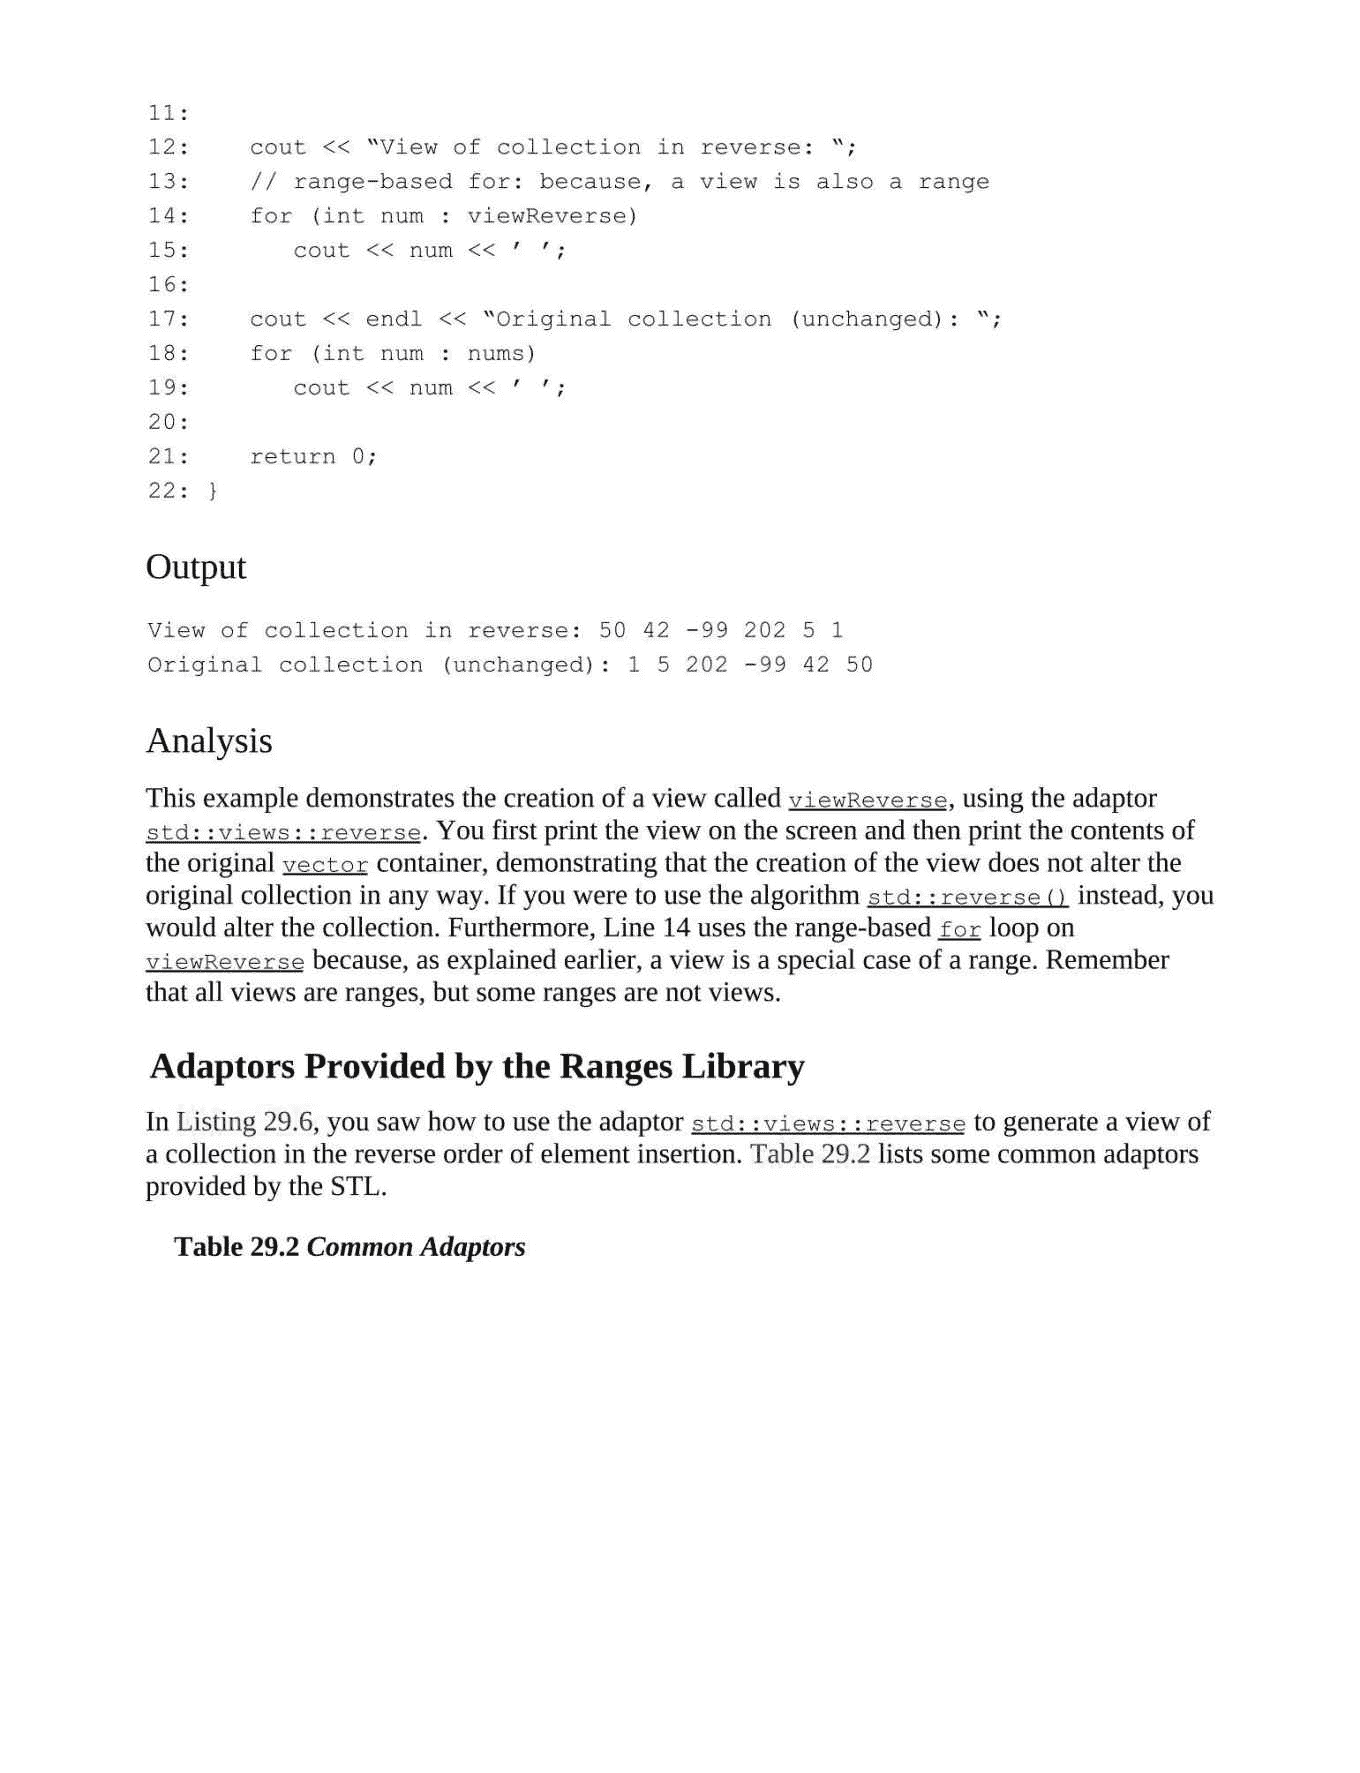 11:
12:    cout << “View of collection in reverse: “;
13:    // range-based for: because, a view is also a range
14:    for (int num : viewReverse)
15:       cout << num << ’ ’;
16:
17:    cout << endl << “Original collection (unchanged): “;
18:    for (int num : nums)
19:       cout << num << ’ ’;
20:
21:    return 0;
22: }
Output
View of collection in reverse: 50 42 -99 202 5 1
Original collection (unchanged): 1 5 202 -99 42 50
Analysis
This example demonstrates the creation of a view called viewReverse, using the adaptor
std::views::reverse. You first print the view on the screen and then print the contents of
the original vector container, demonstrating that the creation of the view does not alter the
original collection in any way. If you were to use the algorithm std::reverse() instead, you
would alter the collection. Furthermore, Line 14 uses the range-based for loop on
viewReverse because, as explained earlier, a view is a special case of a range. Remember
that all views are ranges, but some ranges are not views.
Adaptors Provided by the Ranges Library
In Listing 29.6, you saw how to use the adaptor std::views::reverse to generate a view of
a collection in the reverse order of element insertion. Table 29.2 lists some common adaptors
provided by the STL.
Table 29.2 Common Adaptors